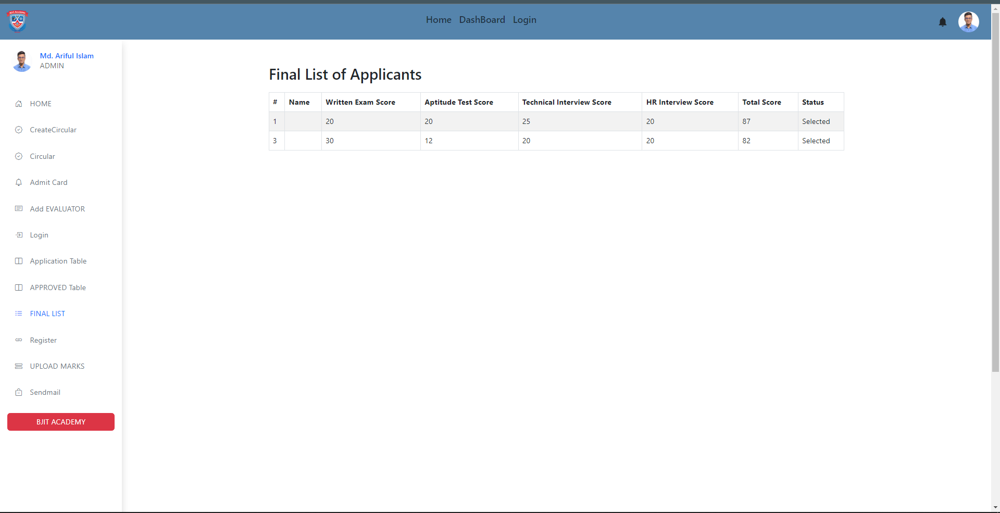 BJIT Academy
Home DashBoard Login
Md. Ariful Islam
ADMIN
HOME
CreateCircular
Circular
Admit Card
Add EVALUATOR
Login
Application Table
APPROVED Table
FINAL LIST
Register
UPLOAD MARKS
Sendmail
BJIT ACADEMY
Final List of Applicants
# Name Written Exam Score Aptitude Test Score Technical Interview Score HR Interview Score Total Score Status
1 20 20 25 20 87 Selected
3 30 12 20 20 82 Selected